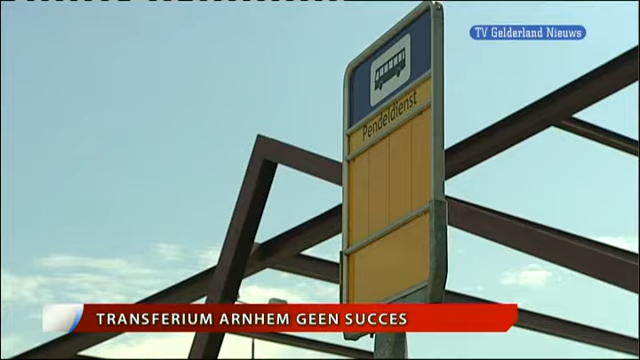 TV Gelderland Nieuws
Pendeldienst
TRANSFERIUM ARNHEM GEEN SUCCES